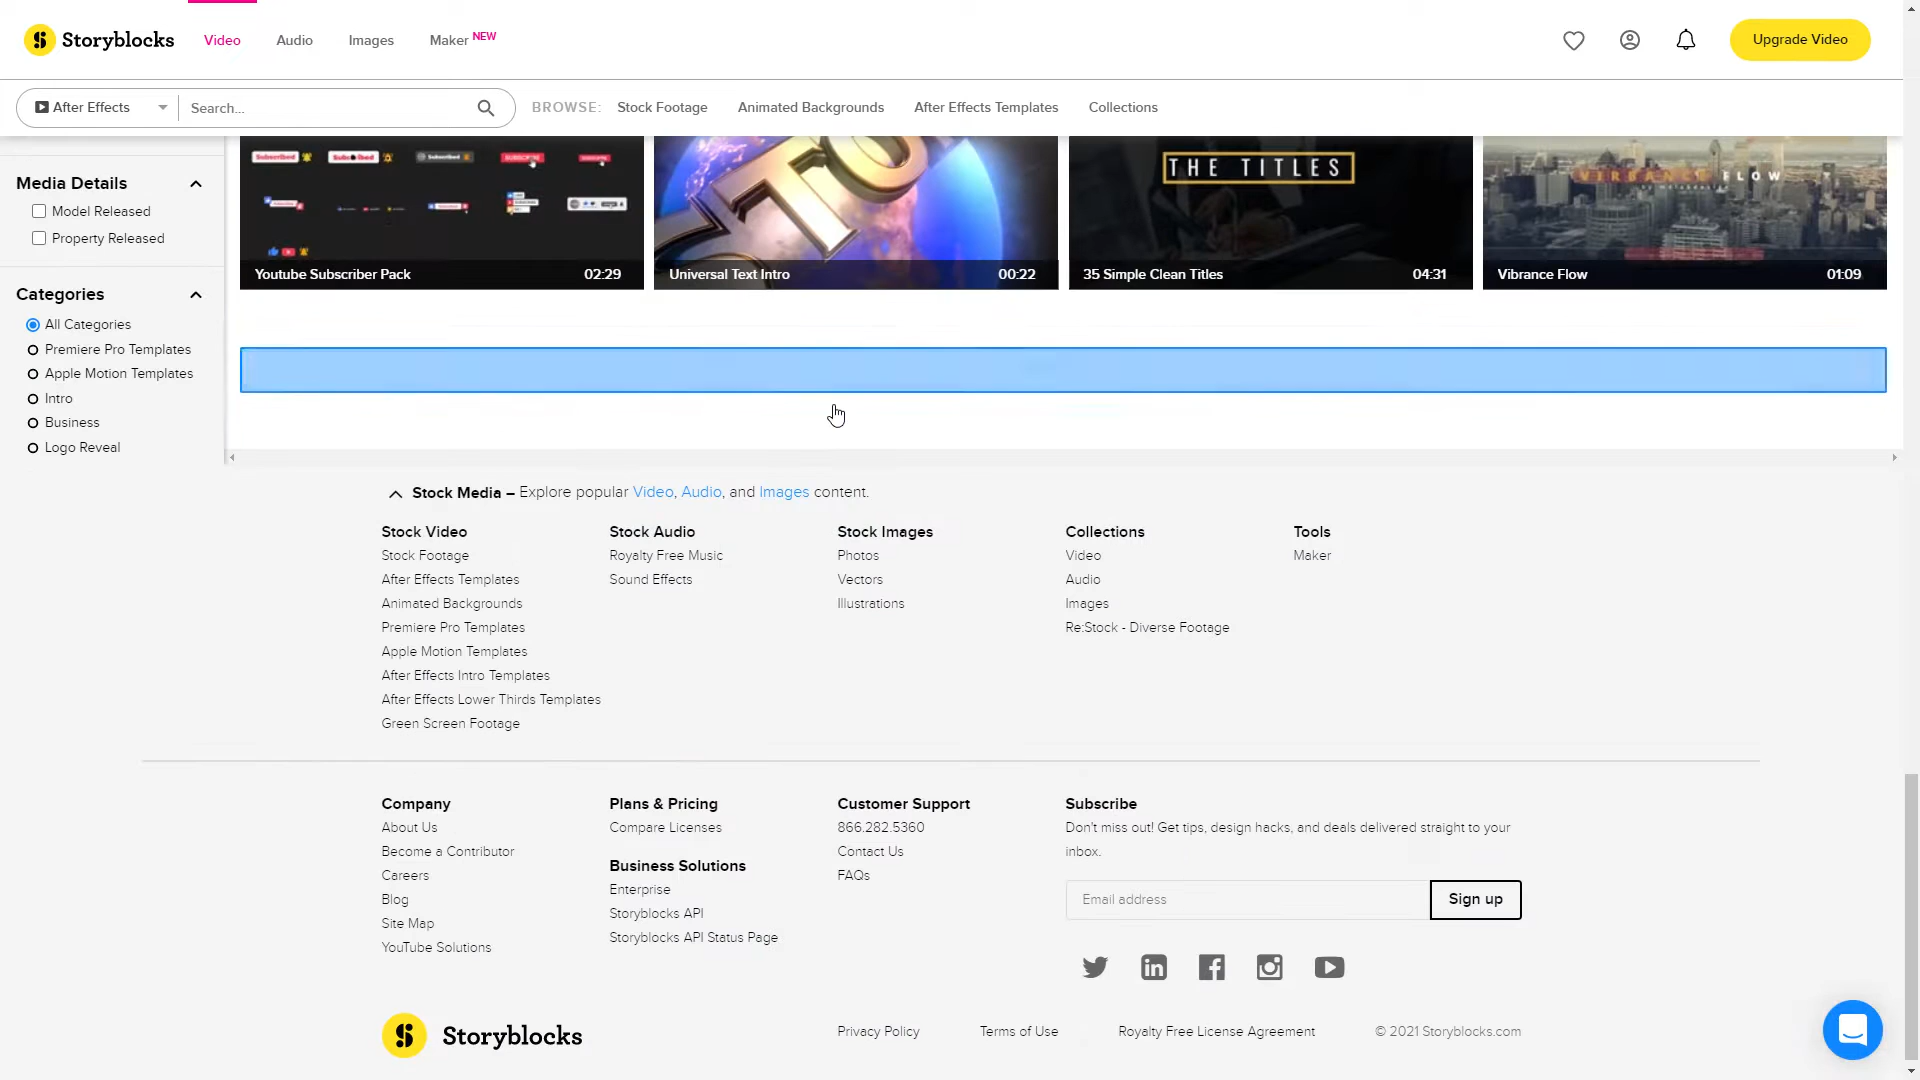 Storyblocks
Video
Audio
Images
Maker NEW
Upgrade Video
After Effects
Search...
BROWSE:
Stock Footage
Animated Backgrounds
After Effects Templates
Collections
Media Details
Model Released
Property Released
Categories
All Categories
Premiere Pro Templates
Apple Motion Templates
Intro
Business
Logo Reveal
Subscribed
Subscribed
Subscribed
SUBSCRIBE
Youtube Subscriber Pack 02:29
Universal Text Intro 00:22
THE TITLES
35 Simple Clean Titles 04:31
VIRBANCE FLOW
Vibrance Flow 01:09
Stock Media – Explore popular Video, Audio, and Images content.
Stock Video
Stock Footage
After Effects Templates
Animated Backgrounds
Premiere Pro Templates
Apple Motion Templates
After Effects Intro Templates
After Effects Lower Thirds Templates
Green Screen Footage
Stock Audio
Royalty Free Music
Sound Effects
Stock Images
Photos
Vectors
Illustrations
Collections
Video
Audio
Images
Re:Stock - Diverse Footage
Tools
Maker
Company
About Us
Become a Contributor
Careers
Blog
Site Map
YouTube Solutions
Plans & Pricing
Compare Licenses
Business Solutions
Enterprise
Storyblocks API
Storyblocks API Status Page
Customer Support
866.282.5360
Contact Us
FAQs
Subscribe
Don't miss out! Get tips, design hacks, and deals delivered straight to your
inbox.
Email address
Sign up
Storyblocks
Privacy Policy
Terms of Use
Royalty Free License Agreement
© 2021 Storyblocks.com